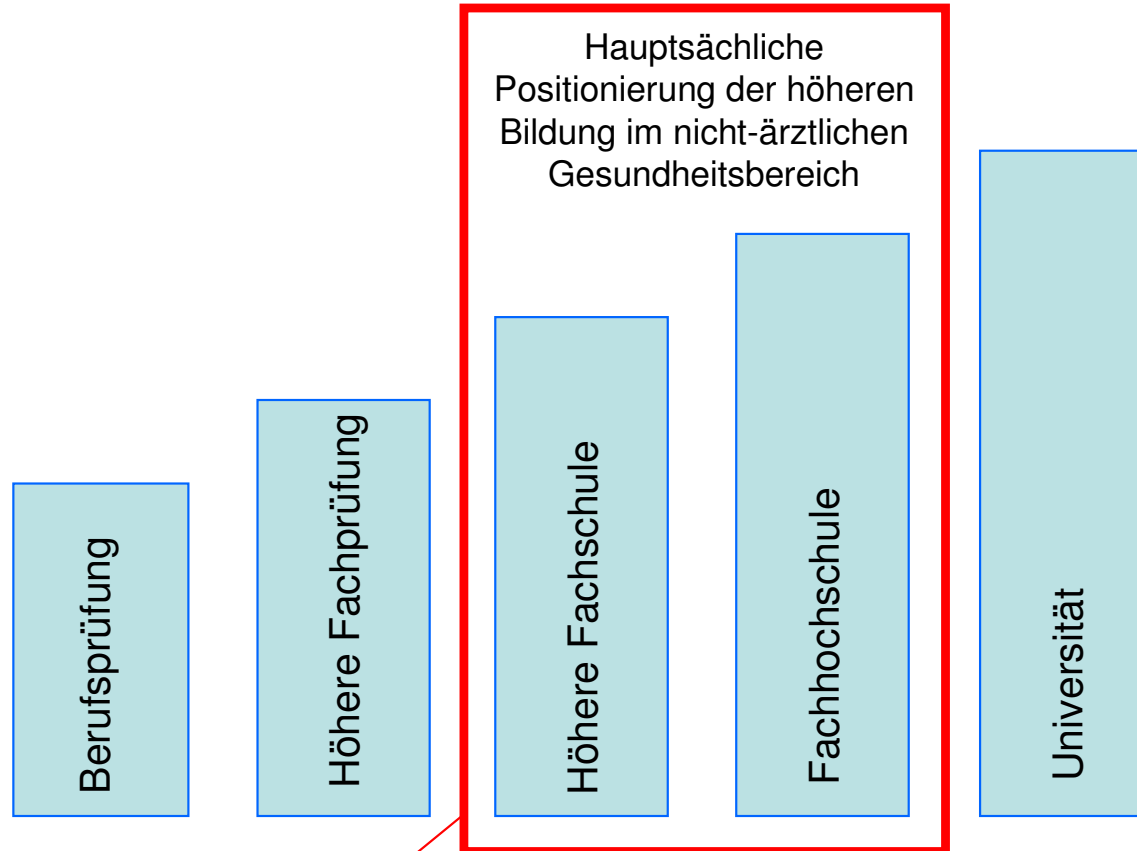 Hauptsächliche
Positionierung der höheren
Bildung im nicht-ärztlichen
Gesundheitsbereich
Berufsprüfung
Höhere Fachprüfung
Höhere Fachschule
Fachhochschule
Universität